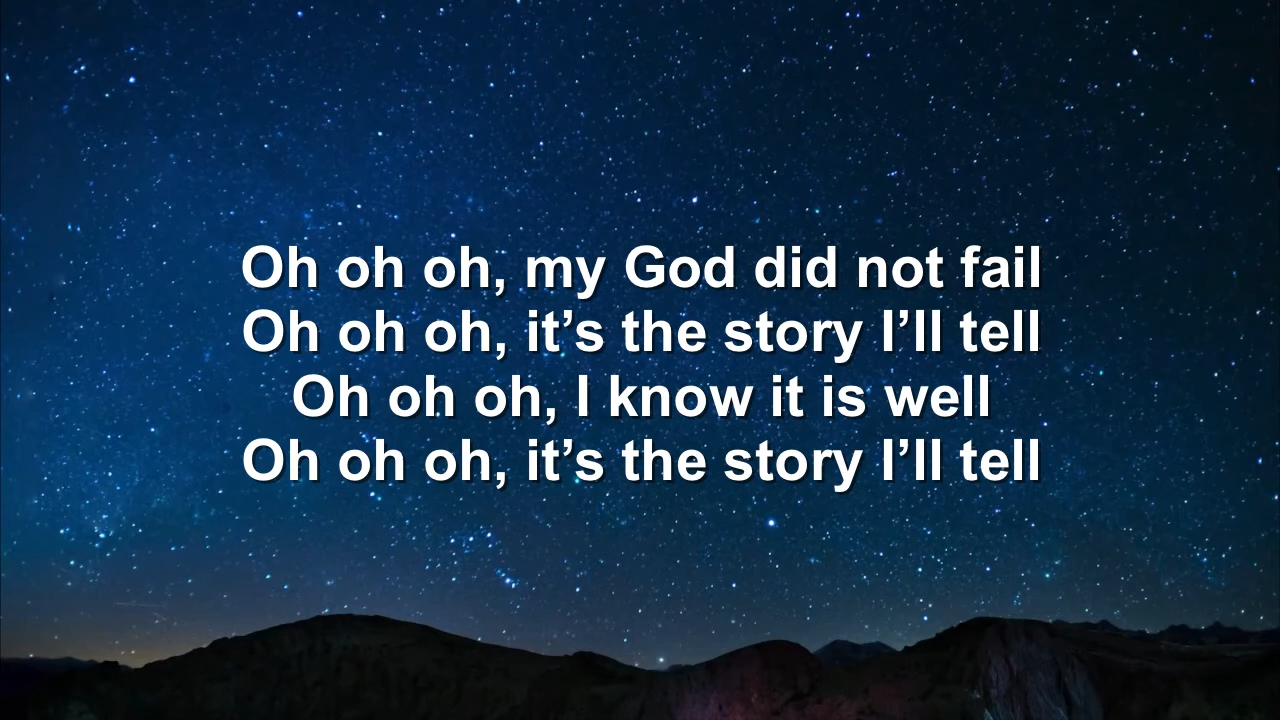 Oh oh oh, my God did not fail
Oh oh oh, it’s the story I’ll tell
Oh oh oh, I know it is well
Oh oh oh, it’s the story I’ll tell